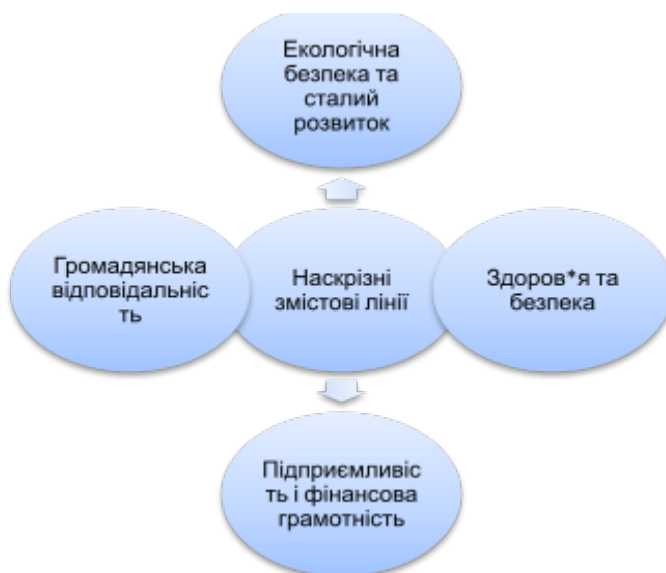 Екологічна
безпека та
сталий
розвиток
Громадянська
відповідальніс
ть
Наскрізні
змістові лінії
Здоров*я та
безпека
Підприємливіс
ть і фінансова
грамотність